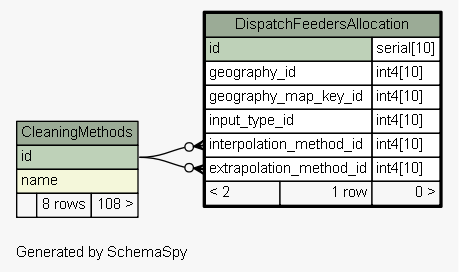 DispatchFeedersAllocation
id serial[10]
geography_id int4[10]
geography_map_key_id int4[10]
input_type_id int4[10]
interpolation_method_id int4[10]
extrapolation_method_id int4[10]
< 2 1 row 0 >
CleaningMethods
id
name
8 rows 108 >
Generated by SchemaSpy